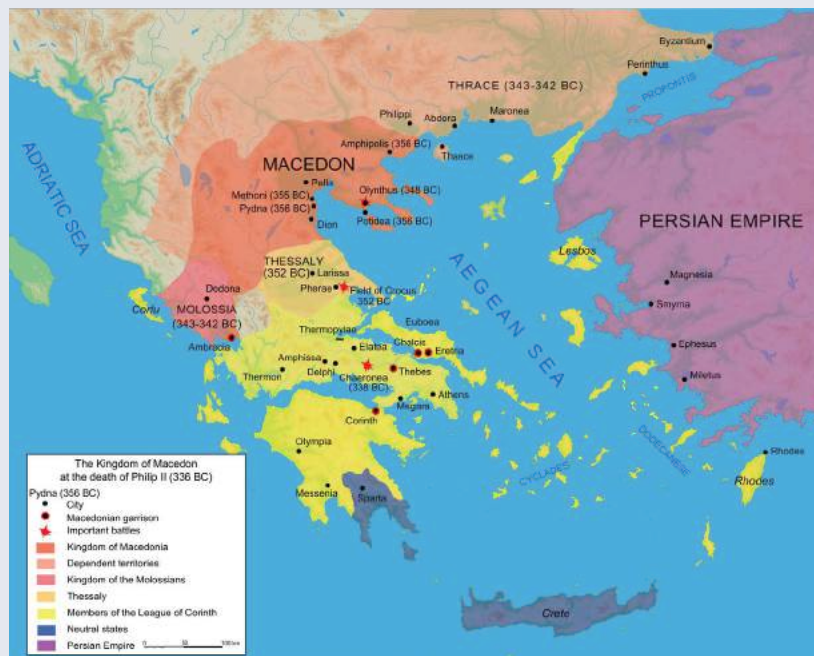 Byzantium
Perinthus
THRACE (343-342 BC)
PROPONTIS
Maronea
Abdera
Philippi
Amphipolis (356 BC)
Thasos
MACEDON
Pella
Olynthus (348 BC)
Methoni (355 BC)
Pydna (356 BC)
Potidea (356 BC)
Dion
ADRIATIC SEA
PERSIAN EMPIRE
THESSALY
(352 BC)
Larissa
Pherae
Field of Crocus
352 BC
AEGEAN SEA
Lesbos
Magnesia
Smyrna
Ephesus
Miletus
Dodona
MOLOSSIA
(343-342 BC)
Corfu
Ambracia
Thermopylae
Euboea
Elatea
Chalcis
Eretria
Amphissa
Delphi
Chaeronea
(338 BC)
Thebes
Thermon
Athens
Megara
Corinth
Olympia
Messenia
Sparta
CYCLADES
DODECANESE
Rhodes
Rhodes
Crete
The Kingdom of Macedon
at the death of Philip II (336 BC)
Pydna (356 BC)
City
Macedonian garrison
Important battles
Kingdom of Macedonia
Dependent territories
Kingdom of the Molossians
Thessaly
Members of the League of Corinth
Neutral states
Persian Empire
0 50 100 km